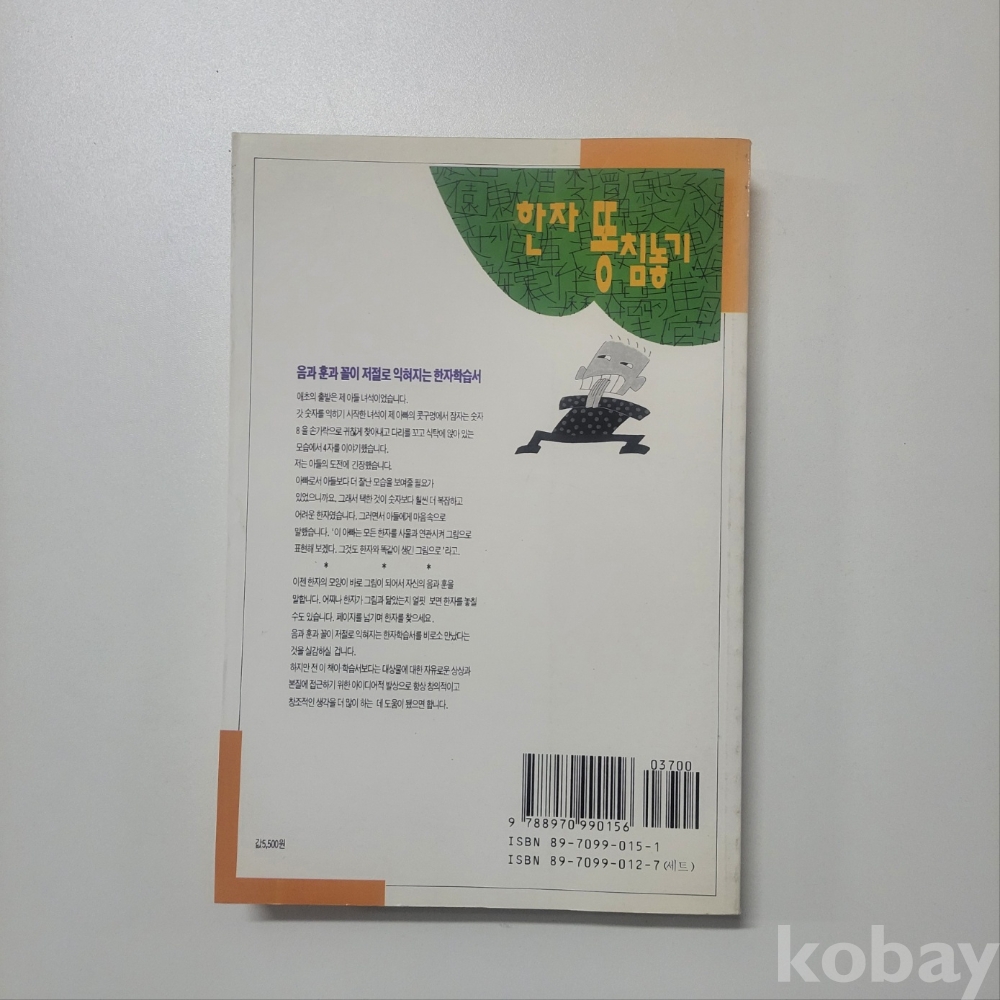 한자 똥침놓기
음과 훈과 꼴이 저절로 익혀지는 한자학습서
애초의 출발은 제 아들 녀석이었습니다.
갓 숫자를 익히기 시작한 녀석이 제 아빠의 콧구멍에서 잠자는 숫자
8 을 손가락으로 귀찮게 찾아내고 다리를 꼬고 식탁에 앉아 있는
모습에서 4자를 이야기했습니다.
저는 아들의 도전에 긴장했습니다.
아빠로서 아들보다 더 잘난 모습을 보여줄 필요가
있었으니까요. 그래서 택한 것이 숫자보다 훨씬 더 복잡하고
어려운 한자였습니다. 그러면서 아들에게 마음 속으로
말했습니다. '이 아빠는 모든 한자를 사물과 연관시켜 그림으로
표현해 보겠다. 그것도 한자와 똑같이 생긴 그림으로'라고.
* * *
이젠 한자의 모양이 바로 그림이 되어서 자신의 음과 훈을
말합니다. 어찌나 한자가 그림과 닮았는지 얼핏 보면 한자를 놓칠
수도 있습니다. 페이지를 넘기며 한자를 찾으세요.
음과 훈과 꼴이 저절로 익혀지는 한자학습서를 비로소 만났다는
것을 실감하실 겁니다.
하지만 전 이 책이 학습서보다는 대상물에 대한 자유로운 상상과
본질에 접근하기 위한 아이디어적 발상으로 항상 창의적이고
창조적인 생각을 더 많이 하는 데 도움이 됐으면 합니다.
03700
9 788970 990156
ISBN 89-7099-015-1
ISBN 89-7099-012-7(세트)
값5,500원
kobay